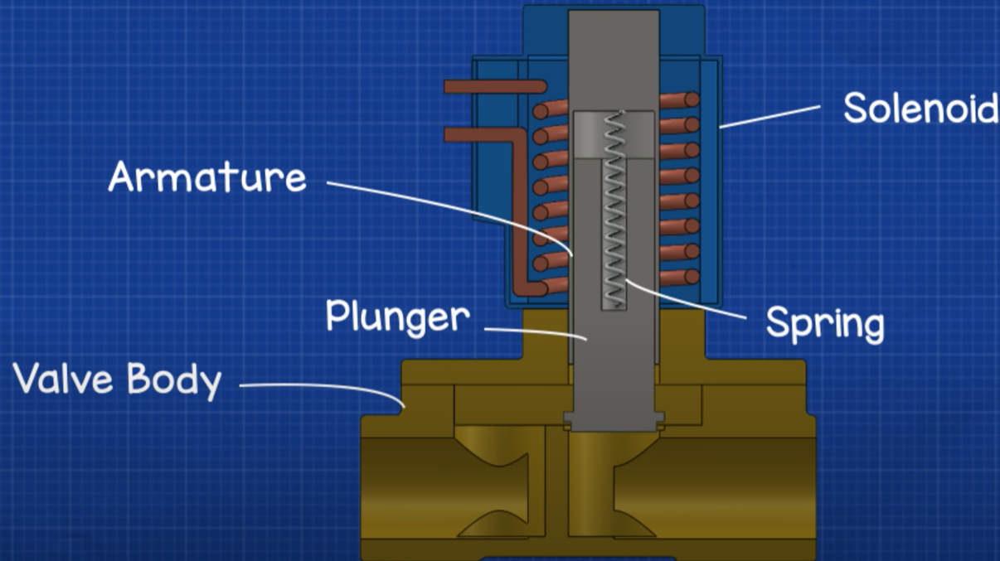 Solenoid
Armature
Plunger
Spring
Valve Body